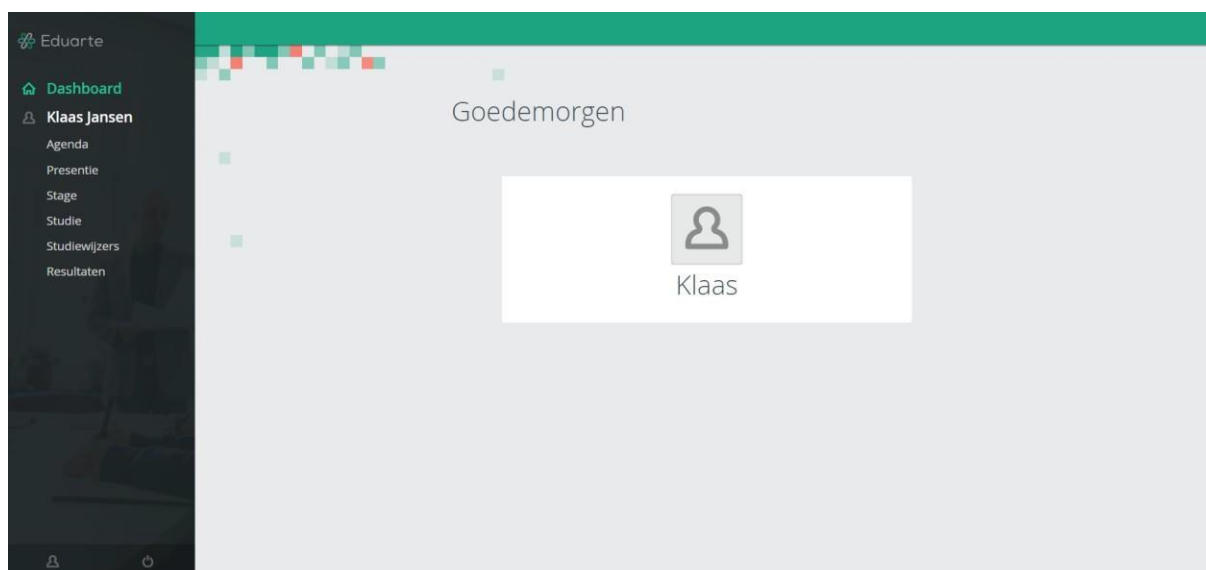 Eduarte
Dashboard
Klaas Jansen
Agenda
Presentie
Stage
Studie
Studiewijzers
Resultaten
Goedemorgen
Klaas